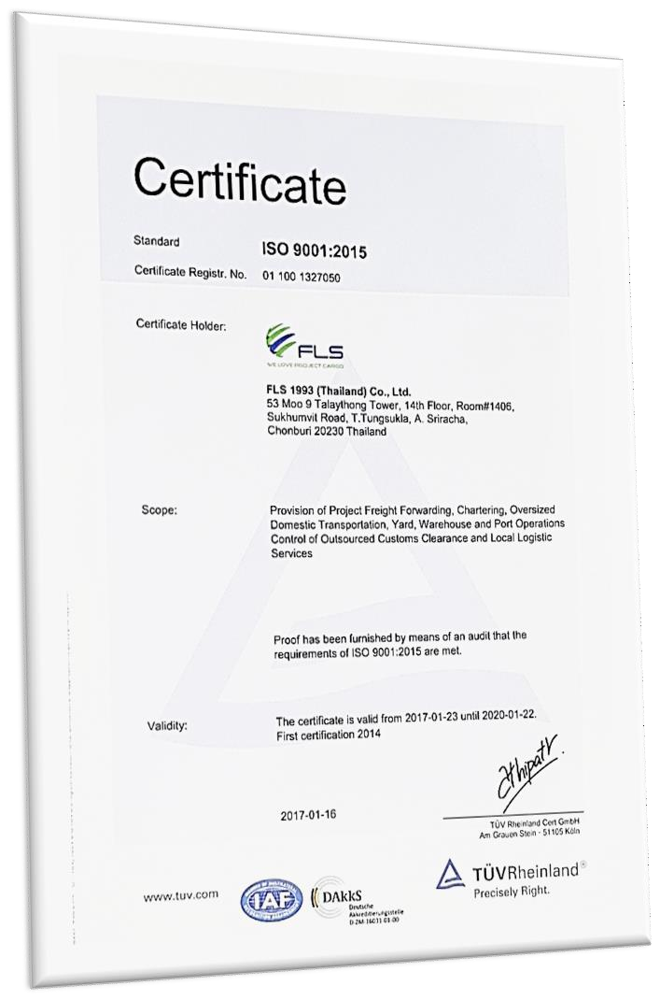 Certificate
Standard ISO 9001:2015
Certificate Registr. No. 01 100 1327050
Certificate Holder:
FLS
WE LOVE PROJECT CARGO
FLS 1993 (Thailand) Co., Ltd.
53 Moo 9 Talaythong Tower, 14th Floor, Room#1406,
Sukhumvit Road, T.Tungsukla, A. Sriracha,
Chonburi 20230 Thailand
Scope: Provision of Project Freight Forwarding, Chartering, Oversized
Domestic Transportation, Yard, Warehouse and Port Operations
Control of Outsourced Customs Clearance and Local Logistic
Services
Proof has been furnished by means of an audit that the
requirements of ISO 9001:2015 are met.
Validity: The certificate is valid from 2017-01-23 until 2020-01-22.
First certification 2014
2017-01-16
TÜV Rheinland Cert GmbH
Am Grauen Stein · 51105 Köln
www.tuv.com
IAF
DAkkS
Deutsche
Akkreditierungsstelle
D-ZM-16011-01-00
TÜVRheinland®
Precisely Right.